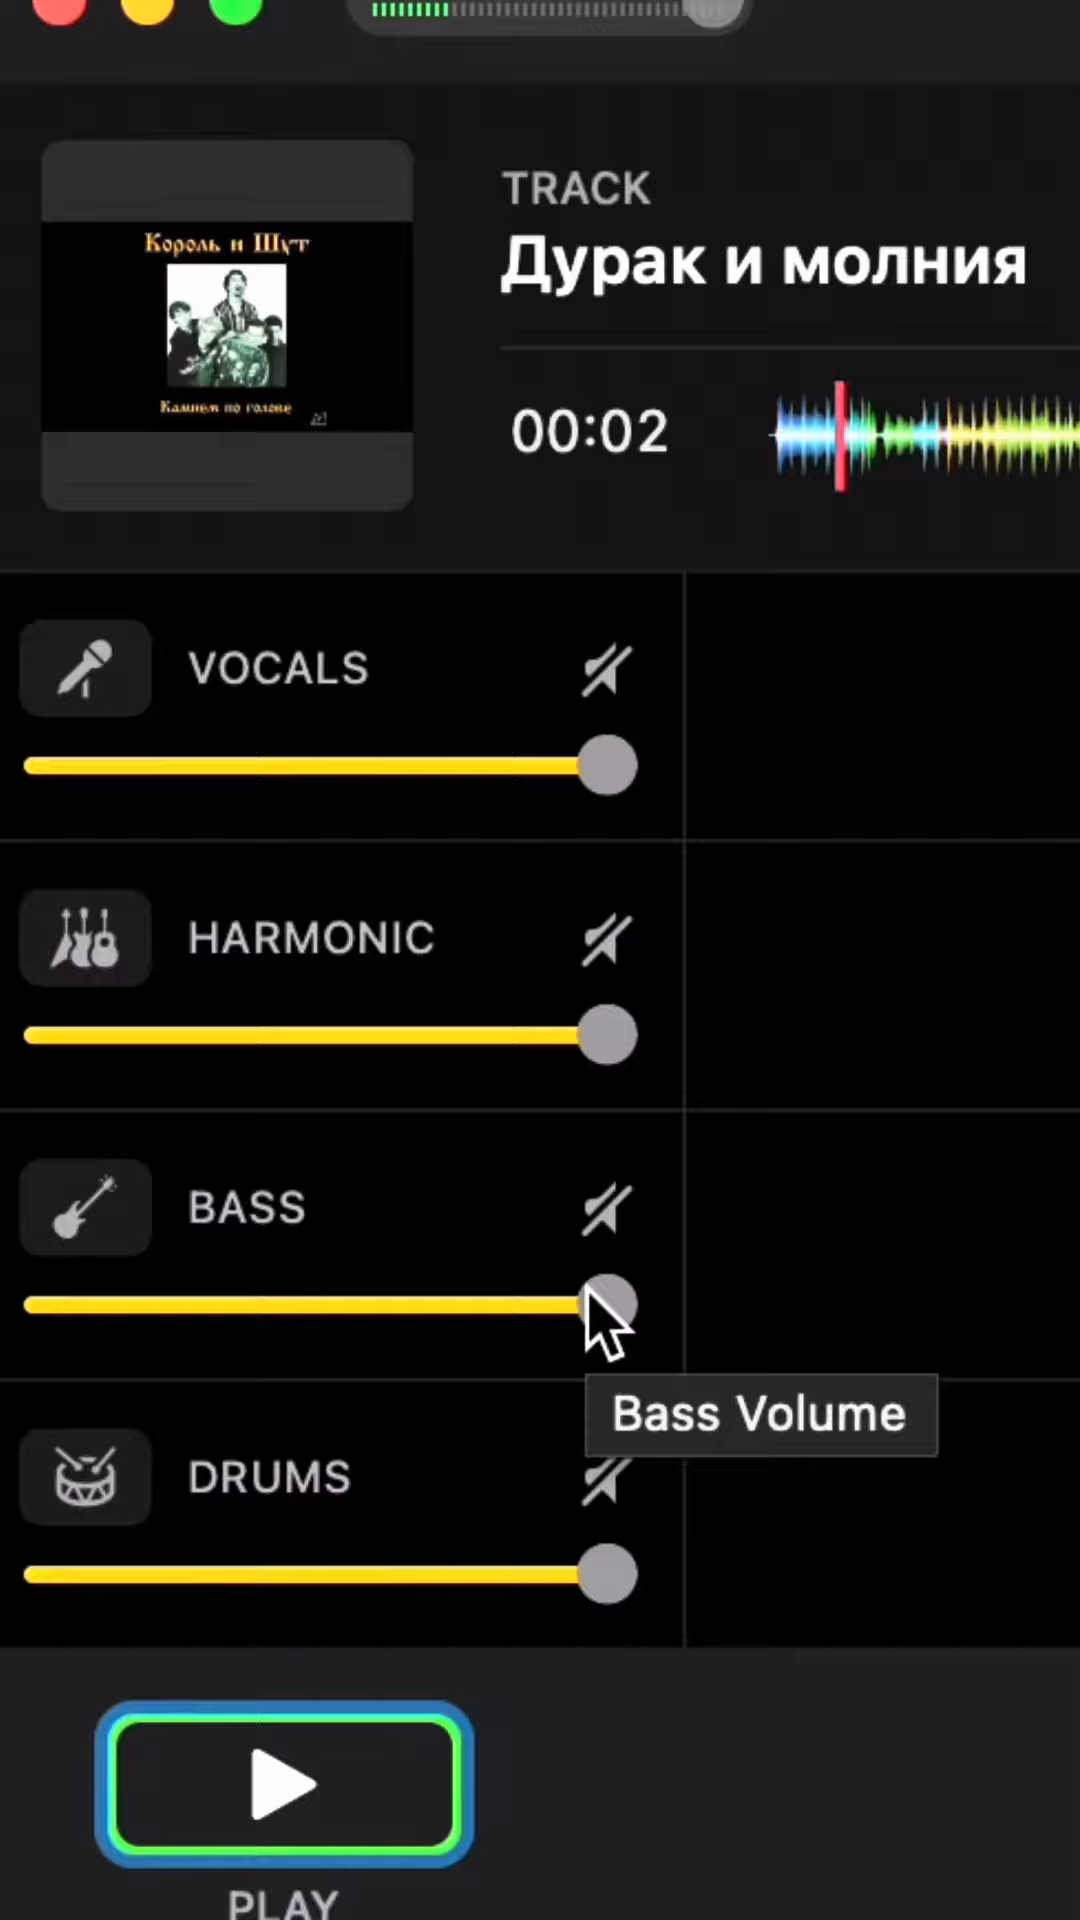 Король и Шут
Камнем по голове
TRACK
Дурак и молния
00:02
VOCALS
HARMONIC
BASS
Bass Volume
DRUMS
PLAY